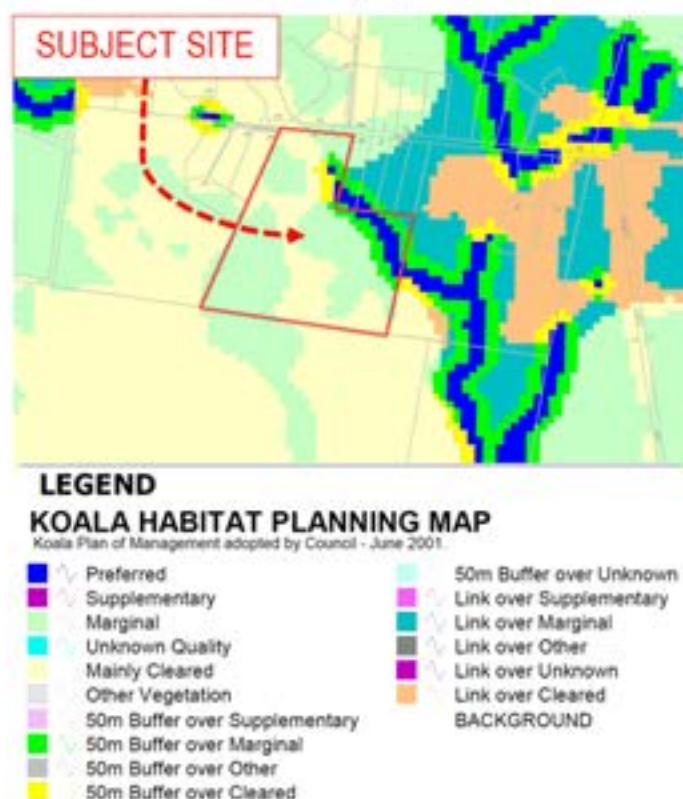 SUBJECT SITE
LEGEND
KOALA HABITAT PLANNING MAP
Koala Plan of Management adopted by Council - June 2001.
Preferred
Supplementary
Marginal
Unknown Quality
Mainly Cleared
Other Vegetation
50m Buffer over Supplementary
50m Buffer over Marginal
50m Buffer over Other
50m Buffer over Cleared
50m Buffer over Unknown
Link over Supplementary
Link over Marginal
Link over Other
Link over Unknown
Link over Cleared
BACKGROUND